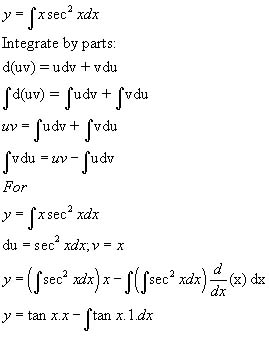 y = ∫x sec² xdx
Integrate by parts:
d(uv) = udv + vdu
∫d(uv) = ∫udv + ∫vdu
uv = ∫udv + ∫vdu
∫vdu = uv − ∫udv
For
y = ∫x sec² xdx
du = sec² xdx; v = x
y = (∫sec² xdx) x − ∫(∫sec² xdx) d/dx (x) dx
y = tan x.x − ∫tan x.1.dx